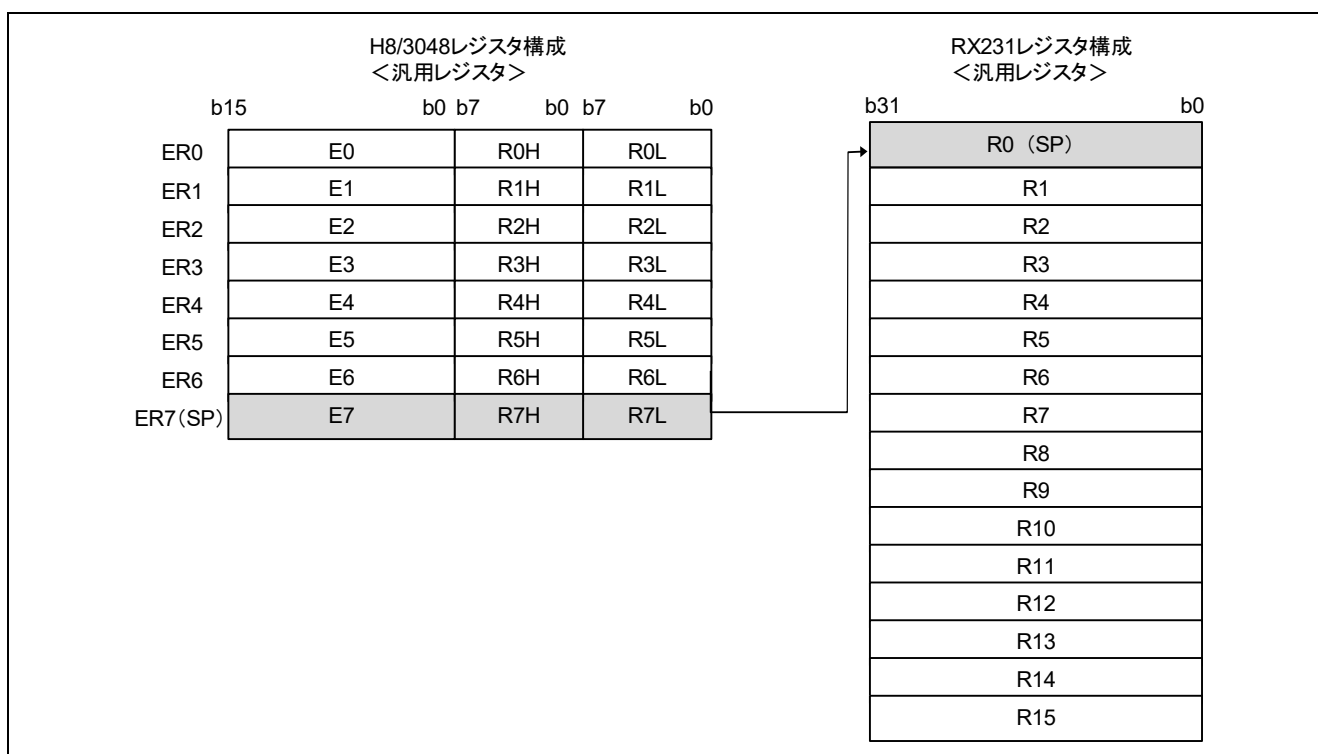 H8/3048レジスタ構成
＜汎用レジスタ＞
b15 b0 b7 b0 b7 b0
ER0 E0 R0H R0L
ER1 E1 R1H R1L
ER2 E2 R2H R2L
ER3 E3 R3H R3L
ER4 E4 R4H R4L
ER5 E5 R5H R5L
ER6 E6 R6H R6L
ER7（SP） E7 R7H R7L
RX231レジスタ構成
＜汎用レジスタ＞
b31 b0
R0（SP）
R1
R2
R3
R4
R5
R6
R7
R8
R9
R10
R11
R12
R13
R14
R15